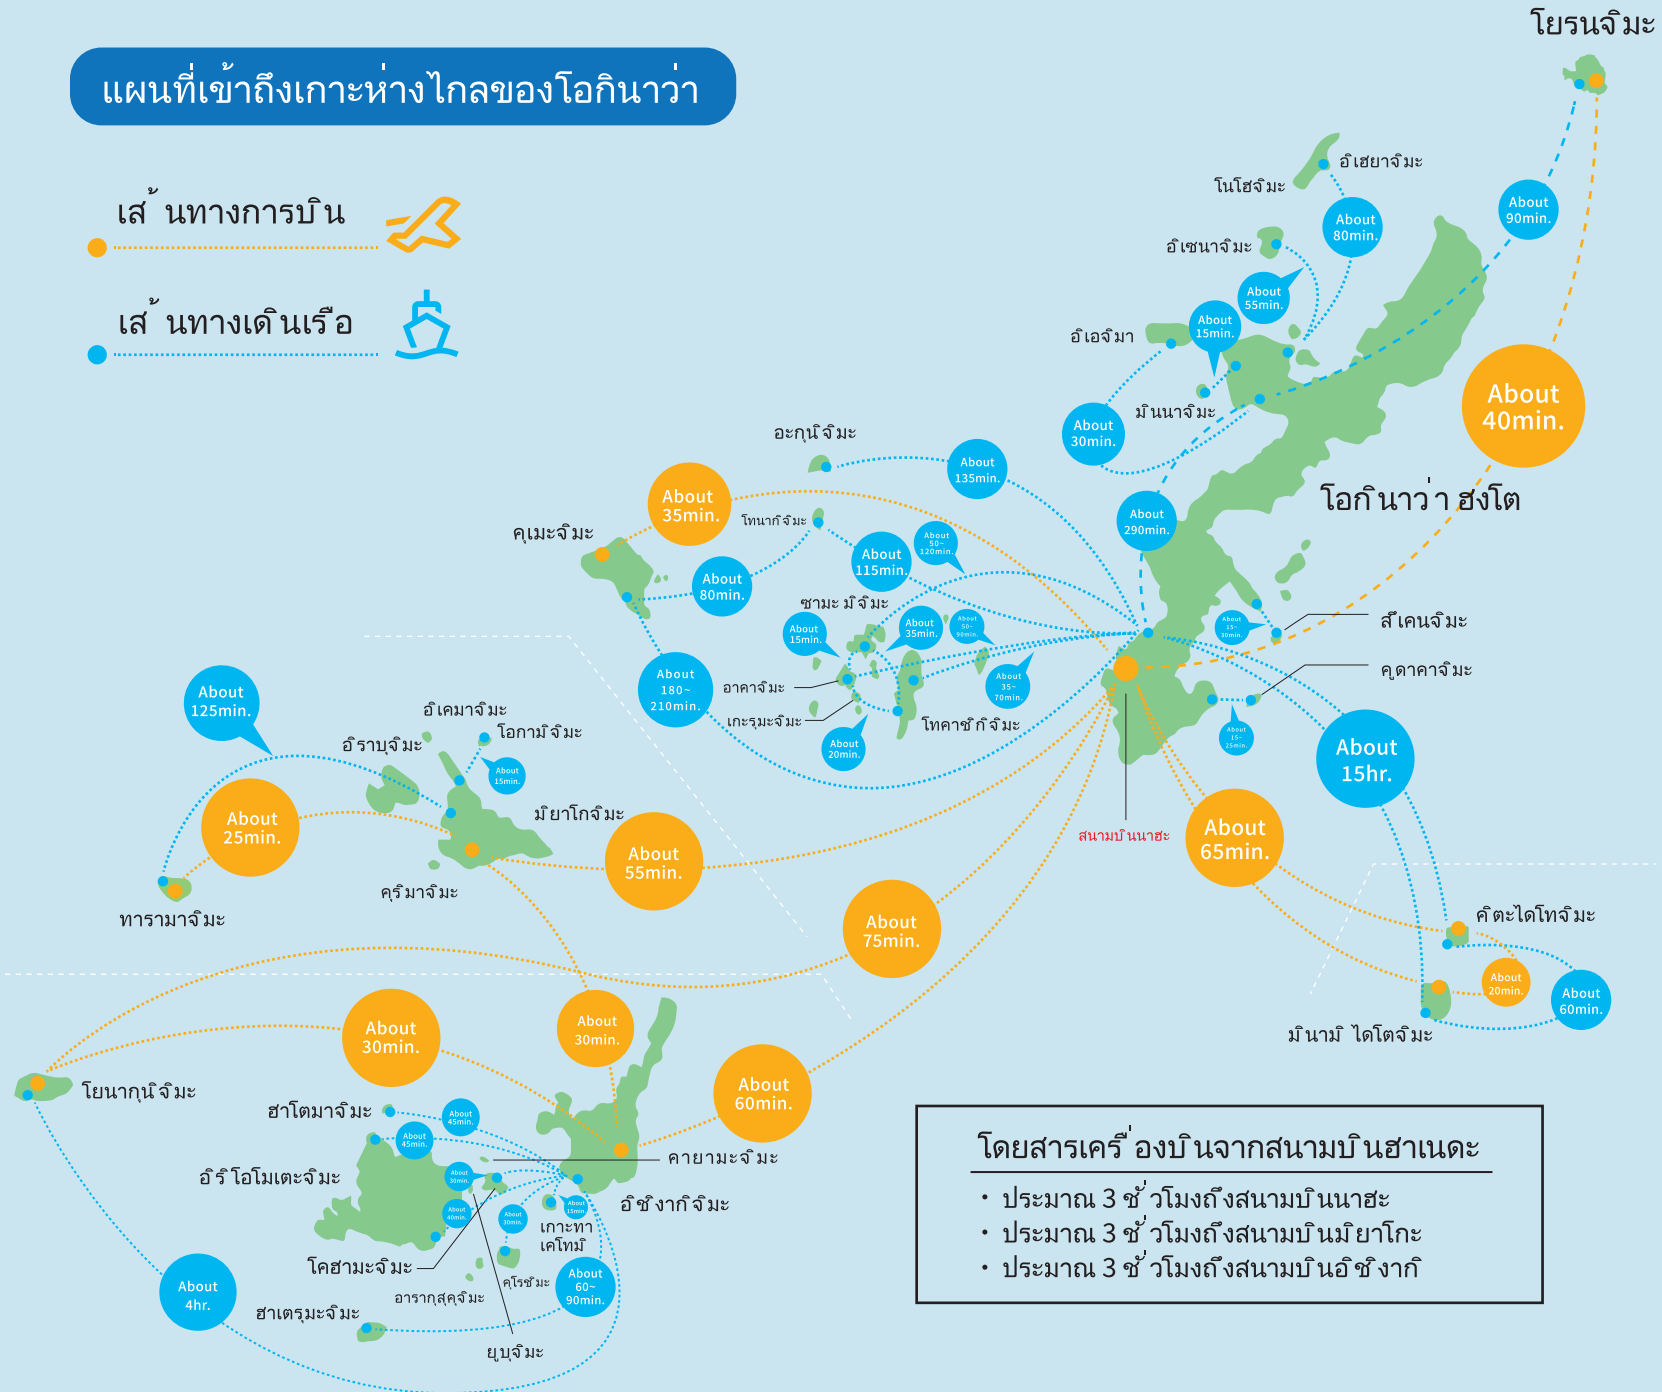 แผนที่เข้าถึงเกาะห่างไกลของโอกินาว่า
เส้นทางการบิน
เส้นทางเดินเรือ
โยรนจิมะ
อิเฮยาจิมะ
โนโฮจิมะ
About
90min.
About
80min.
อิเซนาจิมะ
About
55min.
About
15min.
อิเอจิมา
About
40min.
มินนาจิมะ
About
30min.
อะกุนิจิมะ
About
135min.
About
35min.
โอกินาว่า ฮงโต
About
290min.
โทนากิจิมะ
คุเมะจิมะ
About
50~
120min.
About
115min.
About
80min.
ซามะมิจิมะ
About
15min.
About
35min.
About
50~
90min.
About
15~
30min.
สึเคนจิมะ
คูดาคาจิมะ
About
180~
210min.
อาคาจิมะ
About
35~
70min.
เกะรุมะจิมะ
โทคาชิกิจิมะ
About
20min.
About
15~
25min.
About
125min.
อิเคมาจิมะ
โอกามิจิมะ
อิราบุจิมะ
About
15min.
About
15hr.
มิยาโกจิมะ
About
25min.
About
55min.
สนามบินนาฮะ
About
65min.
คุริมาจิมะ
ทารามาจิมะ
About
75min.
คิตะไดโทจิมะ
About
20min.
About
60min.
มินามิ ไดโตจิมะ
About
30min.
About
30min.
About
60min.
โยนากุนิจิมะ
ฮาโตมาจิมะ
About
45min.
About
45min.
คายามะจิมะ
อิริโอโมเตะจิมะ
About
30min.
About
40min.
About
30min.
About
15min.
อิชิงากิจิมะ
เกาะทา
เคโทมิ
โคฮามะจิมะ
คุโรชิมะ
About
60~
90min.
About
4hr.
อารากุสุคุจิมะ
ฮาเตรุมะจิมะ
ยูบุจิมะ
โดยสารเครื่องบินจากสนามบินฮาเนดะ
・ ประมาณ 3 ชั่วโมงถึงสนามบินนาฮะ
・ ประมาณ 3 ชั่วโมงถึงสนามบินมิยาโกะ
・ ประมาณ 3 ชั่วโมงถึงสนามบินอิชิงากิ